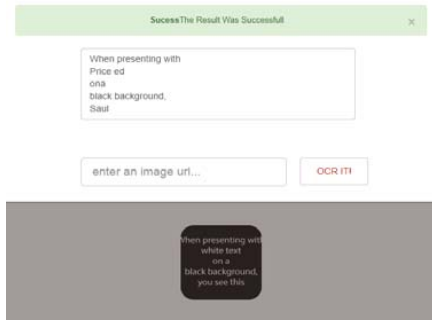 SucessThe Result Was Successfull ×
When presenting with
Price ed
ona
black background,
Saul
enter an image url...
OCR IT!
When presenting with
white text
on a
black background,
you see this